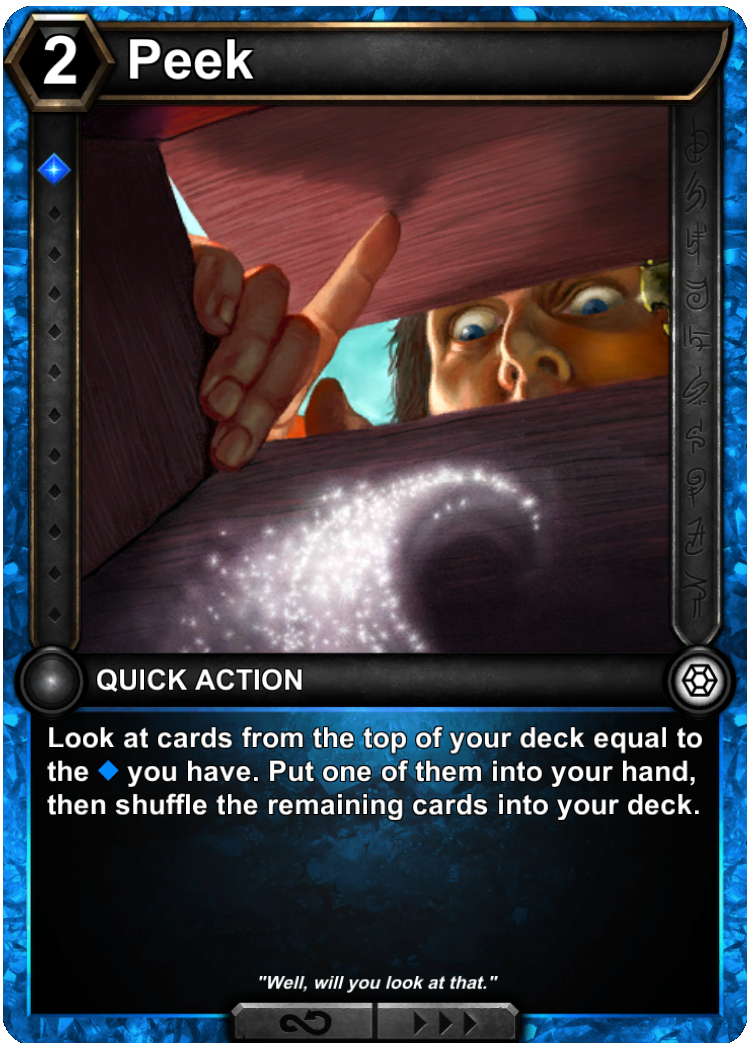 2 Peek
QUICK ACTION
Look at cards from the top of your deck equal to
the ◆ you have. Put one of them into your hand,
then shuffle the remaining cards into your deck.
"Well, will you look at that."